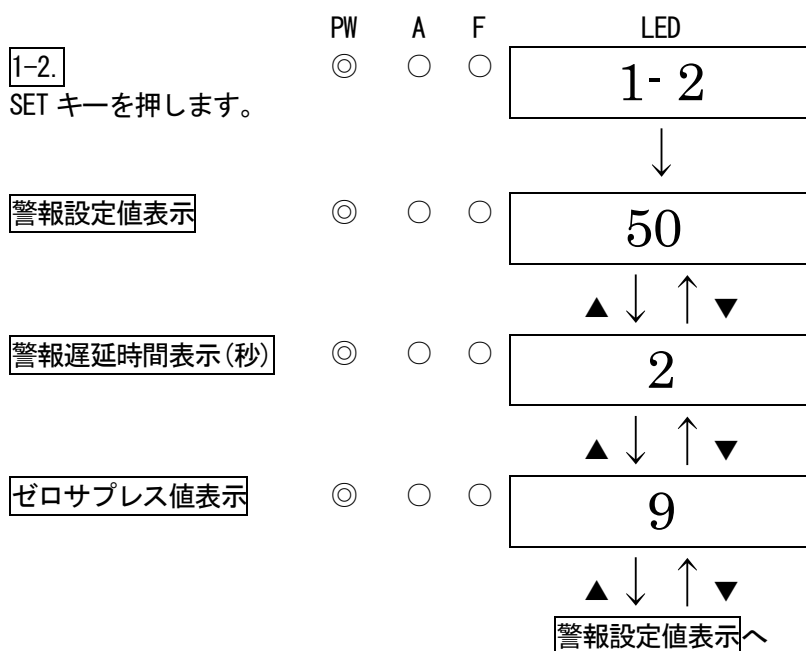 PW A F LED
1-2. ◎ ○ ○ 1- 2
SET キーを押します。
↓
警報設定値表示 ◎ ○ ○ 50
▲ ↓ ↑ ▼
警報遅延時間表示(秒) ◎ ○ ○ 2
▲ ↓ ↑ ▼
ゼロサプレス値表示 ◎ ○ ○ 9
▲ ↓ ↑ ▼
警報設定値表示へ